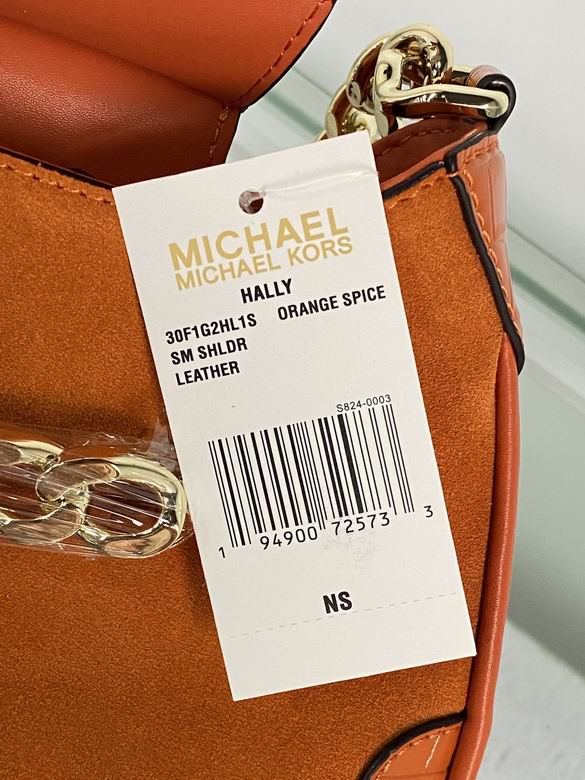 MICHAEL
MICHAEL KORS
HALLY
30F1G2HL1S ORANGE SPICE
SM SHLDR
LEATHER
S824-0003
1 94900 72573 3
NS